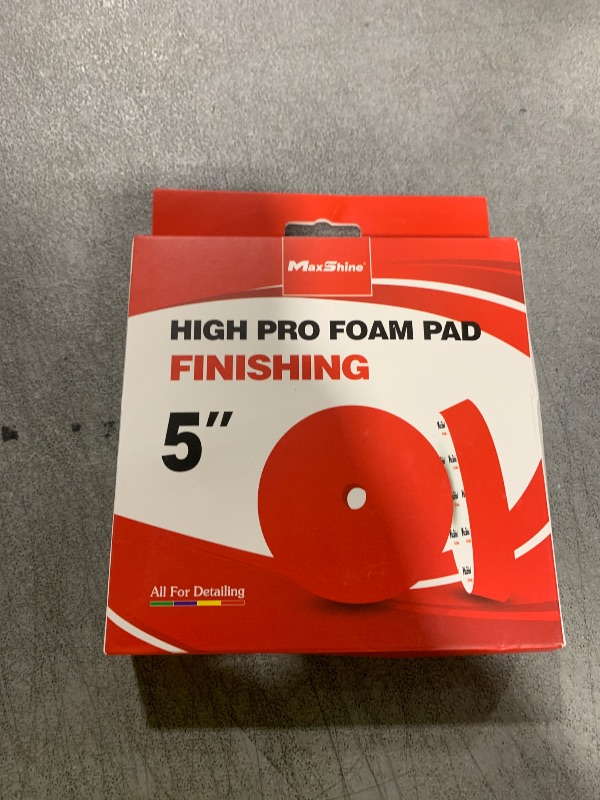 MaxShine®
HIGH PRO FOAM PAD
FINISHING
5"
All For Detailing